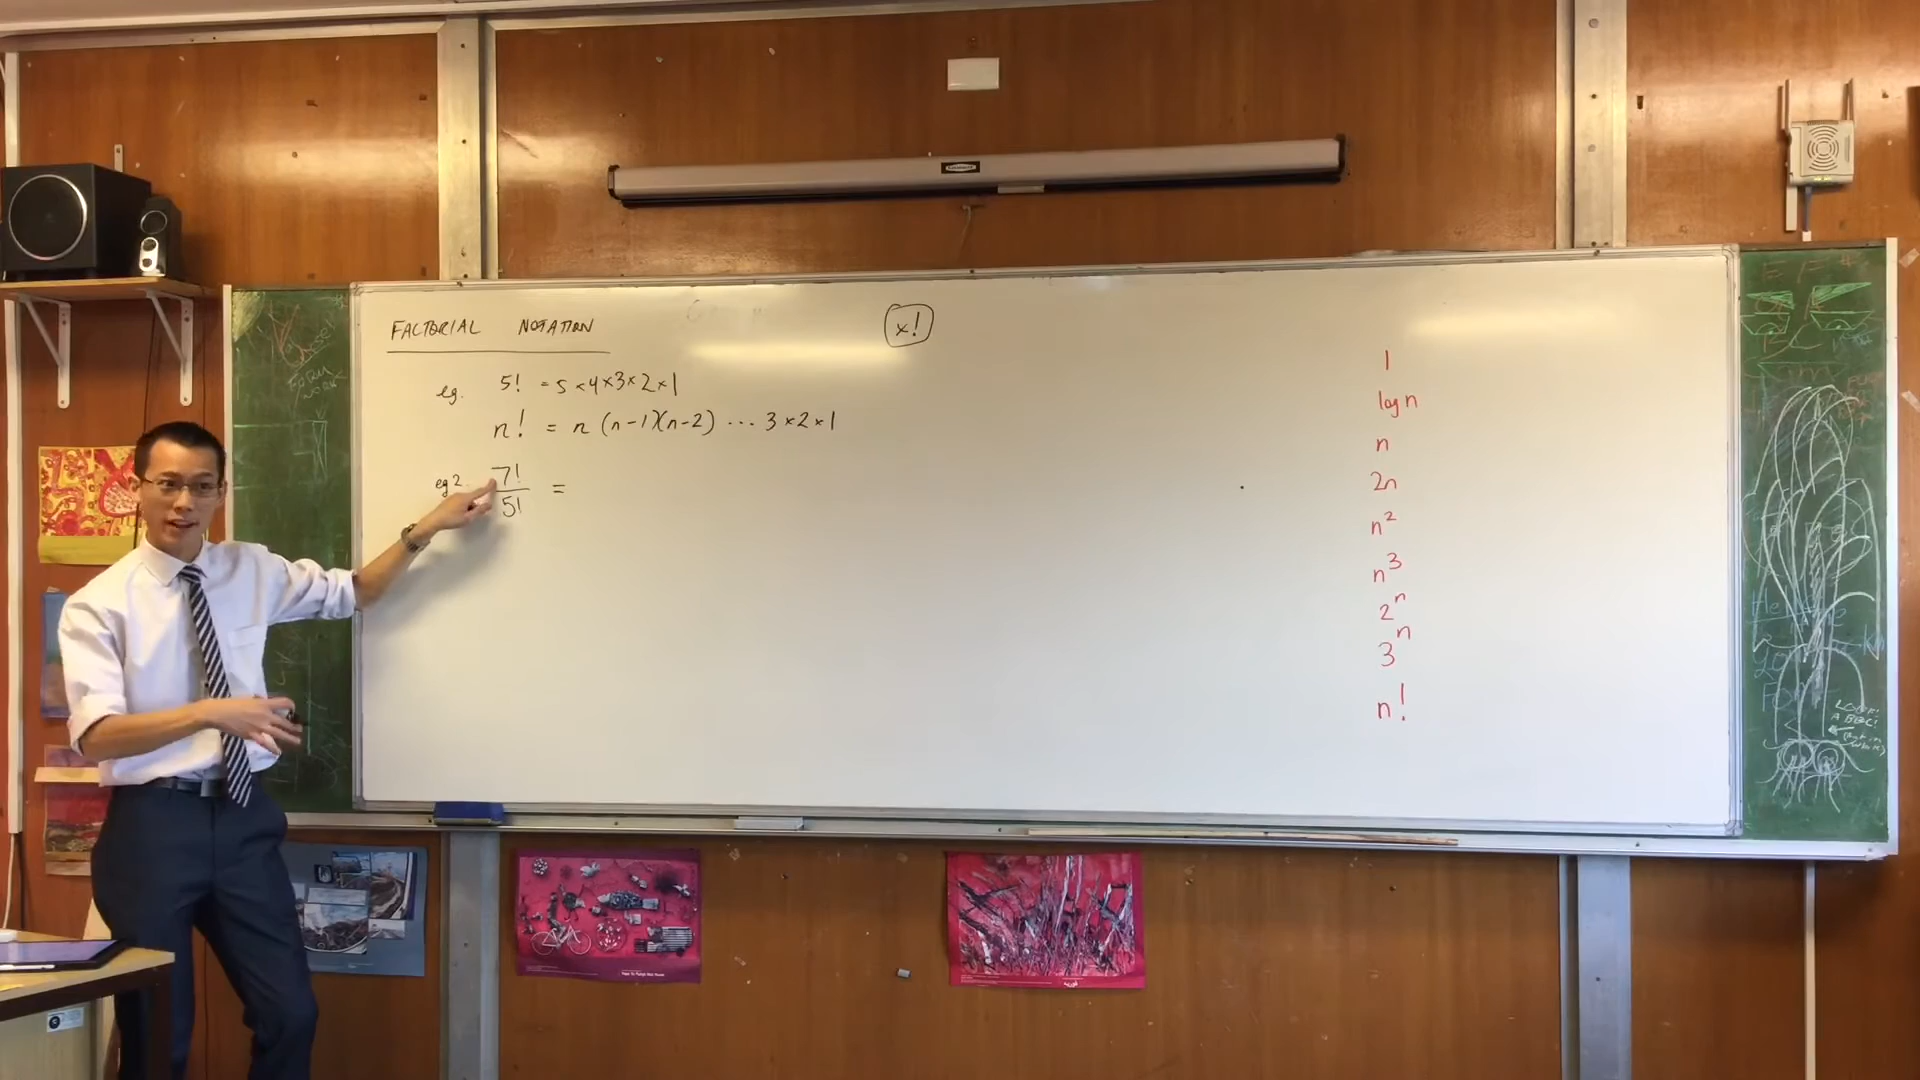 FACTORIAL NOTATION
x!
eg. 5! = 5 × 4 × 3 × 2 × 1
n! = n (n-1)(n-2) ... 3 × 2 × 1
eg 2. 7!/5! =
1
log n
n
2n
n²
n³
2ⁿ
3ⁿ
n!
LOOK!